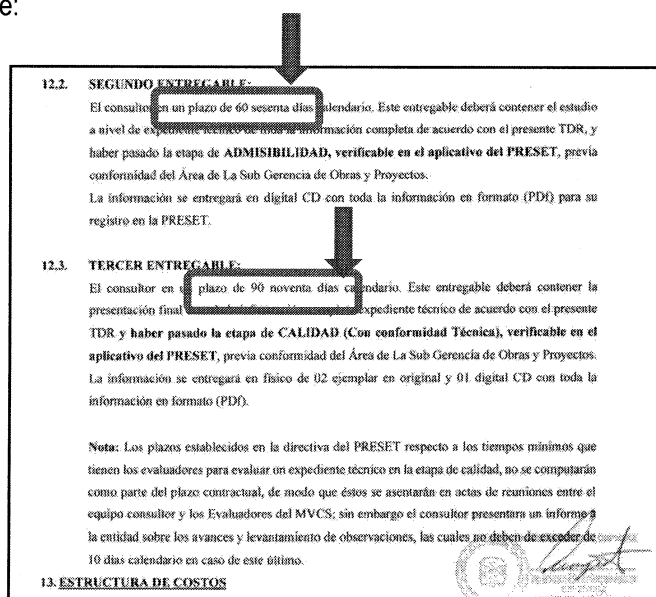 e:
12.2. SEGUNDO ENTREGABLE:
El consultor en un plazo de 60 sesenta días calendario. Este entregable deberá contener el estudio
a nivel de expediente técnico de toda la información completa de acuerdo con el presente TDR, y
haber pasado la etapa de ADMISIBILIDAD, verificable en el aplicativo del PRESET, previa
conformidad del Área de La Sub Gerencia de Obras y Proyectos.
La información se entregará en digital CD con toda la información en formato (PDf) para su
registro en la PRESET.
12.3. TERCER ENTREGABLE:
El consultor en un plazo de 90 noventa días calendario. Este entregable deberá contener la
presentación final expediente técnico de acuerdo con el presente
TDR y haber pasado la etapa de CALIDAD (Con conformidad Técnica), verificable en el
aplicativo del PRESET, previa conformidad del Área de La Sub Gerencia de Obras y Proyectos.
La información se entregará en físico de 02 ejemplar en original y 01 digital CD con toda la
información en formato (PDf).
Nota: Los plazos establecidos en la directiva del PRESET respecto a los tiempos mínimos que
tienen los evaluadores para evaluar un expediente técnico en la etapa de calidad, no se computarán
como parte del plazo contractual, de modo que éstos se asentarán en actas de reuniones entre el
equipo consultor y los Evaluadores del MVCS; sin embargo el consultor presentara un informe a
la entidad sobre los avances y levantamiento de observaciones, las cuales no deben de exceder de
10 días calendario en caso de este último.
13. ESTRUCTURA DE COSTOS